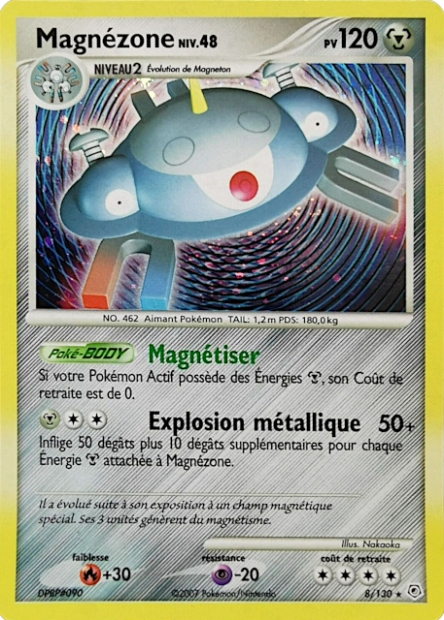 Magnézone NIV.48 PV 120
NIVEAU 2 Évolution de Magneton
NO. 462 Aimant Pokémon TAIL: 1,2 m PDS: 180,0 kg
Poké-BODY Magnétiser
Si votre Pokémon Actif possède des Énergies , son Coût de
retraite est de 0.
Explosion métallique 50+
Inflige 50 dégâts plus 10 dégâts supplémentaires pour chaque
Énergie attachée à Magnézone.
Il a évolué suite à son exposition à un champ magnétique
spécial. Ses 3 unités génèrent du magnétisme.
Illus. Nakaoka
faiblesse résistance coût de retraite
+30 -20
DPBP#090 ©2007 Pokémon/Nintendo 8/130 ★